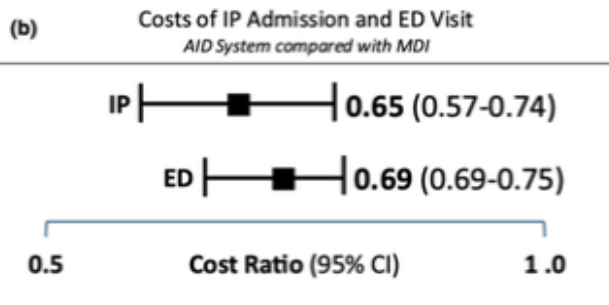 (b)
Costs of IP Admission and ED Visit
AID System compared with MDI
IP 0.65 (0.57-0.74)
ED 0.69 (0.69-0.75)
0.5 Cost Ratio (95% CI) 1.0